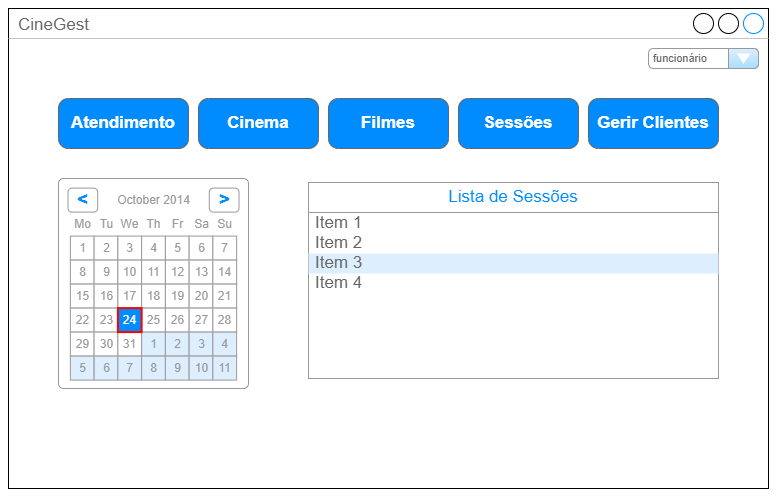 CineGest
funcionário
Atendimento Cinema Filmes Sessões Gerir Clientes
< October 2014 >
Mo Tu We Th Fr Sa Su
1 2 3 4 5 6 7
8 9 10 11 12 13 14
15 16 17 18 19 20 21
22 23 24 25 26 27 28
29 30 31 1 2 3 4
5 6 7 8 9 10 11
Lista de Sessões
Item 1
Item 2
Item 3
Item 4